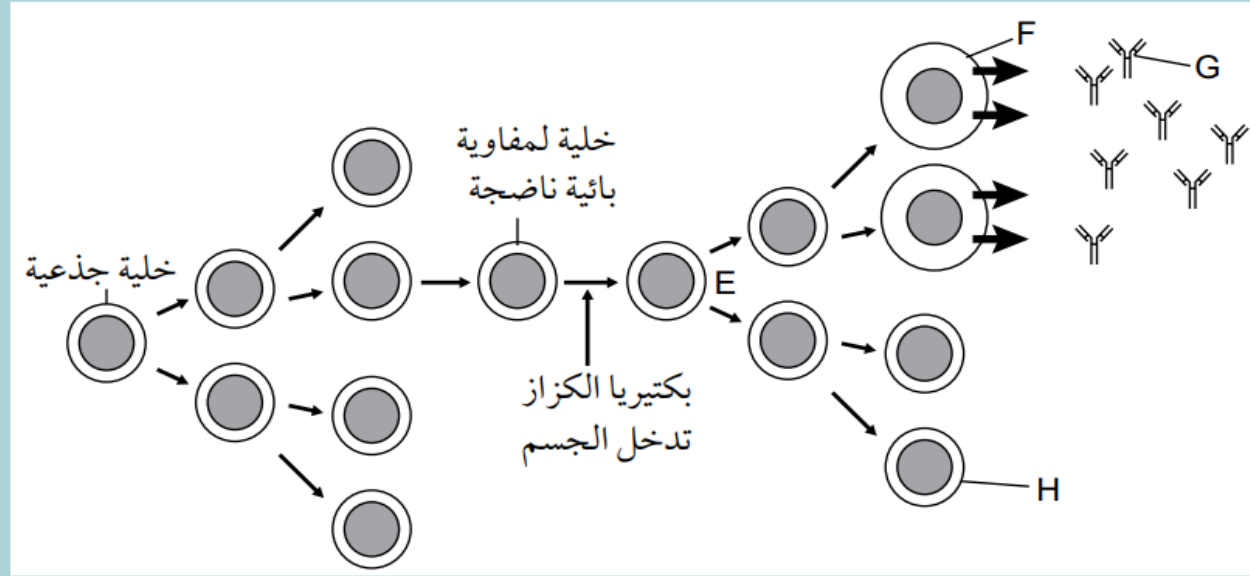 F
G
خلية لمفاوية
بائية ناضجة
خلية جذعية
E
بكتيريا الكزاز
تدخل الجسم
H